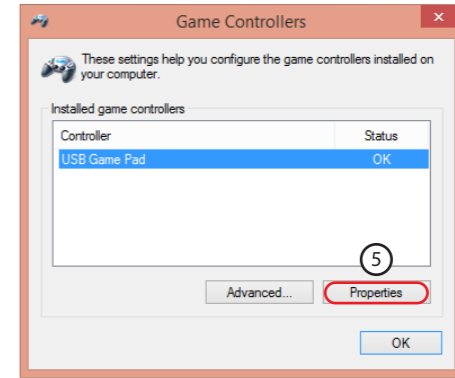 Game Controllers
These settings help you configure the game controllers installed on
your computer.
Installed game controllers
Controller Status
USB Game Pad OK
5
Advanced... Properties
OK